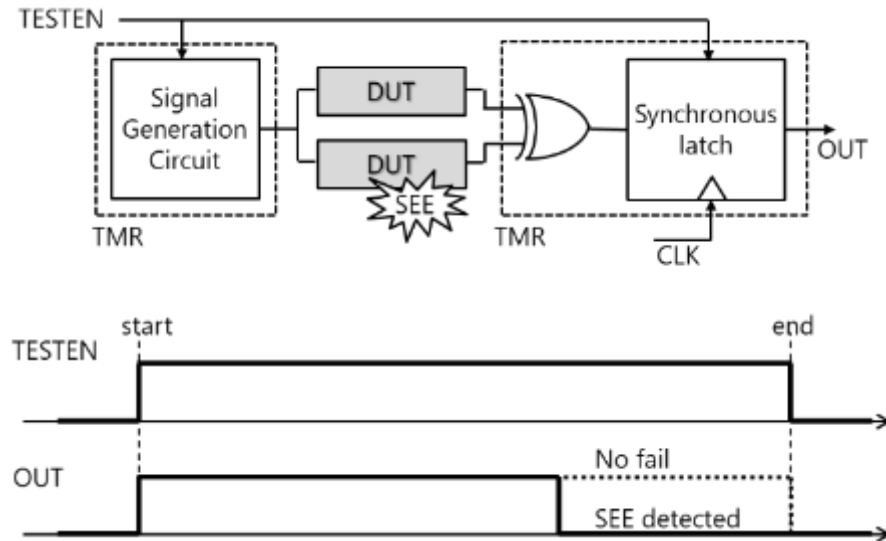 TESTEN
Signal
Generation
Circuit
DUT
DUT
SEE
Synchronous
latch
OUT
TMR
TMR
CLK
start
end
TESTEN
OUT
No fail
SEE detected